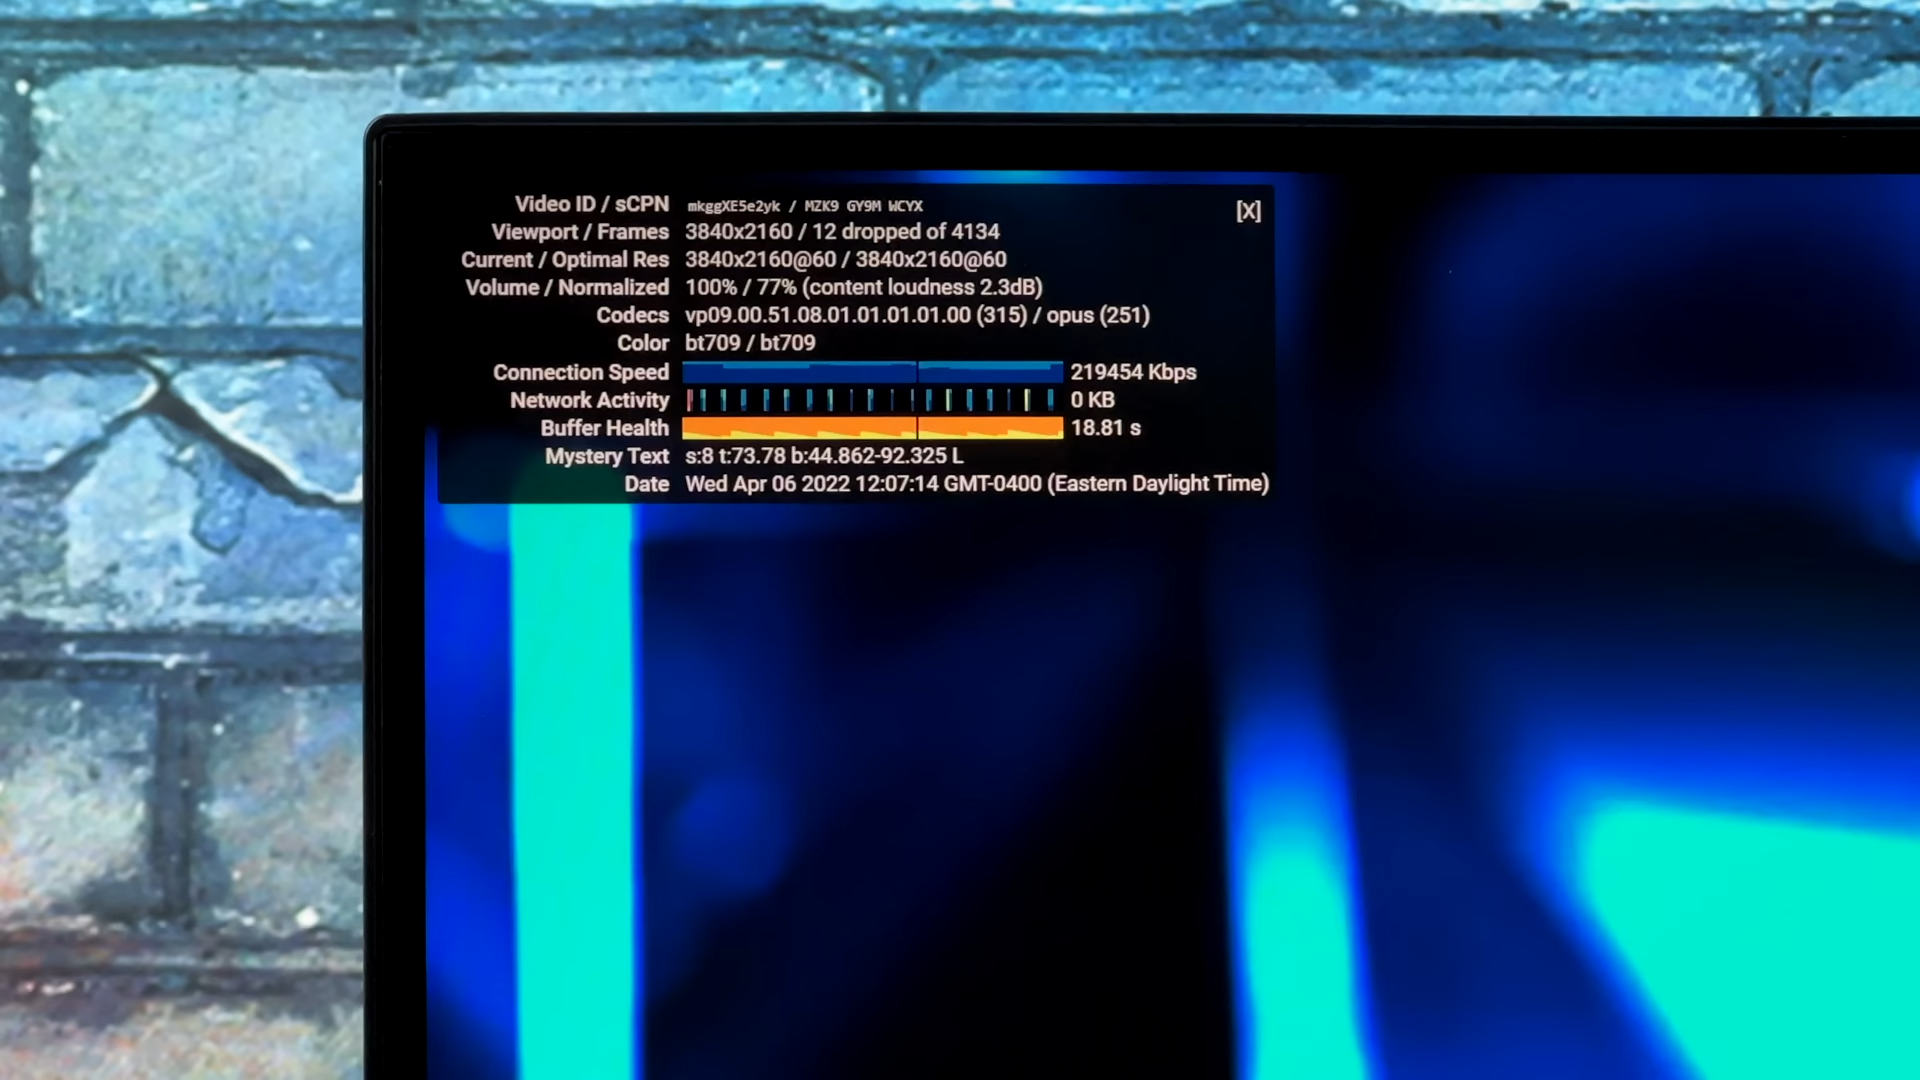 Video ID / sCPN mkggXE5e2yk / MZK9 GY9M WCYX [X]
Viewport / Frames 3840x2160 / 12 dropped of 4134
Current / Optimal Res 3840x2160@60 / 3840x2160@60
Volume / Normalized 100% / 77% (content loudness 2.3dB)
Codecs vp09.00.51.08.01.01.01.01.00 (315) / opus (251)
Color bt709 / bt709
Connection Speed 219454 Kbps
Network Activity 0 KB
Buffer Health 18.81 s
Mystery Text s:8 t:73.78 b:44.862-92.325 L
Date Wed Apr 06 2022 12:07:14 GMT-0400 (Eastern Daylight Time)